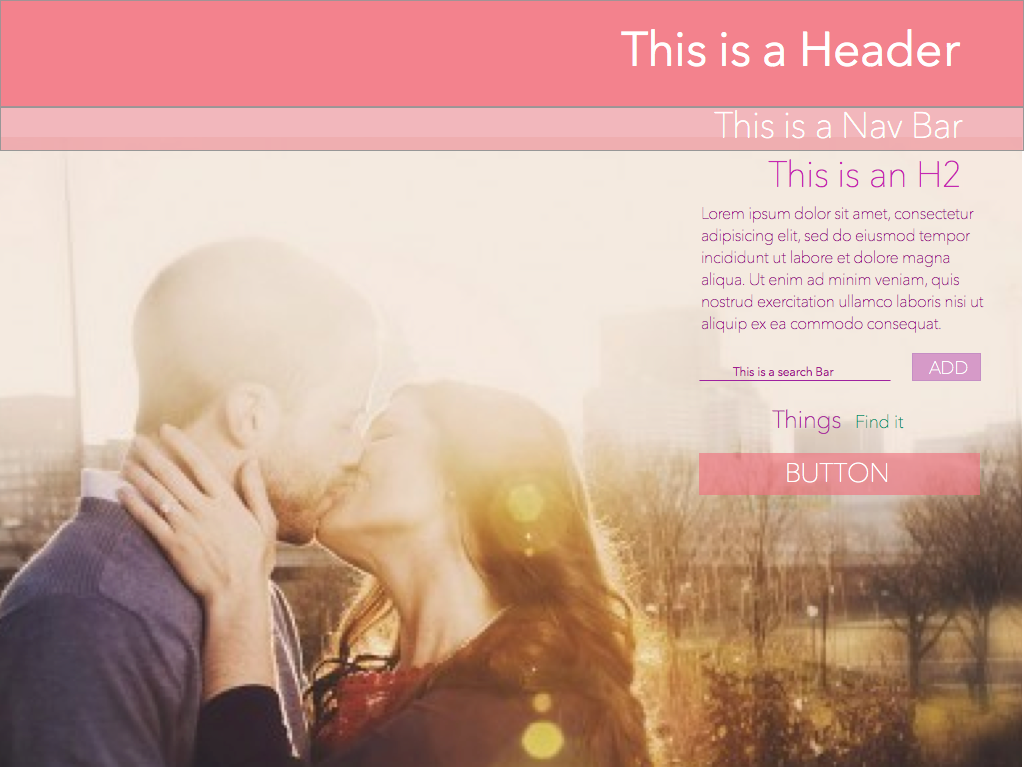 This is a Header
This is a Nav Bar
This is an H2
Lorem ipsum dolor sit amet, consectetur
adipisicing elit, sed do eiusmod tempor
incididunt ut labore et dolore magna
aliqua. Ut enim ad minim veniam, quis
nostrud exercitation ullamco laboris nisi ut
aliquip ex ea commodo consequat.
This is a search Bar ADD
Things Find it
BUTTON